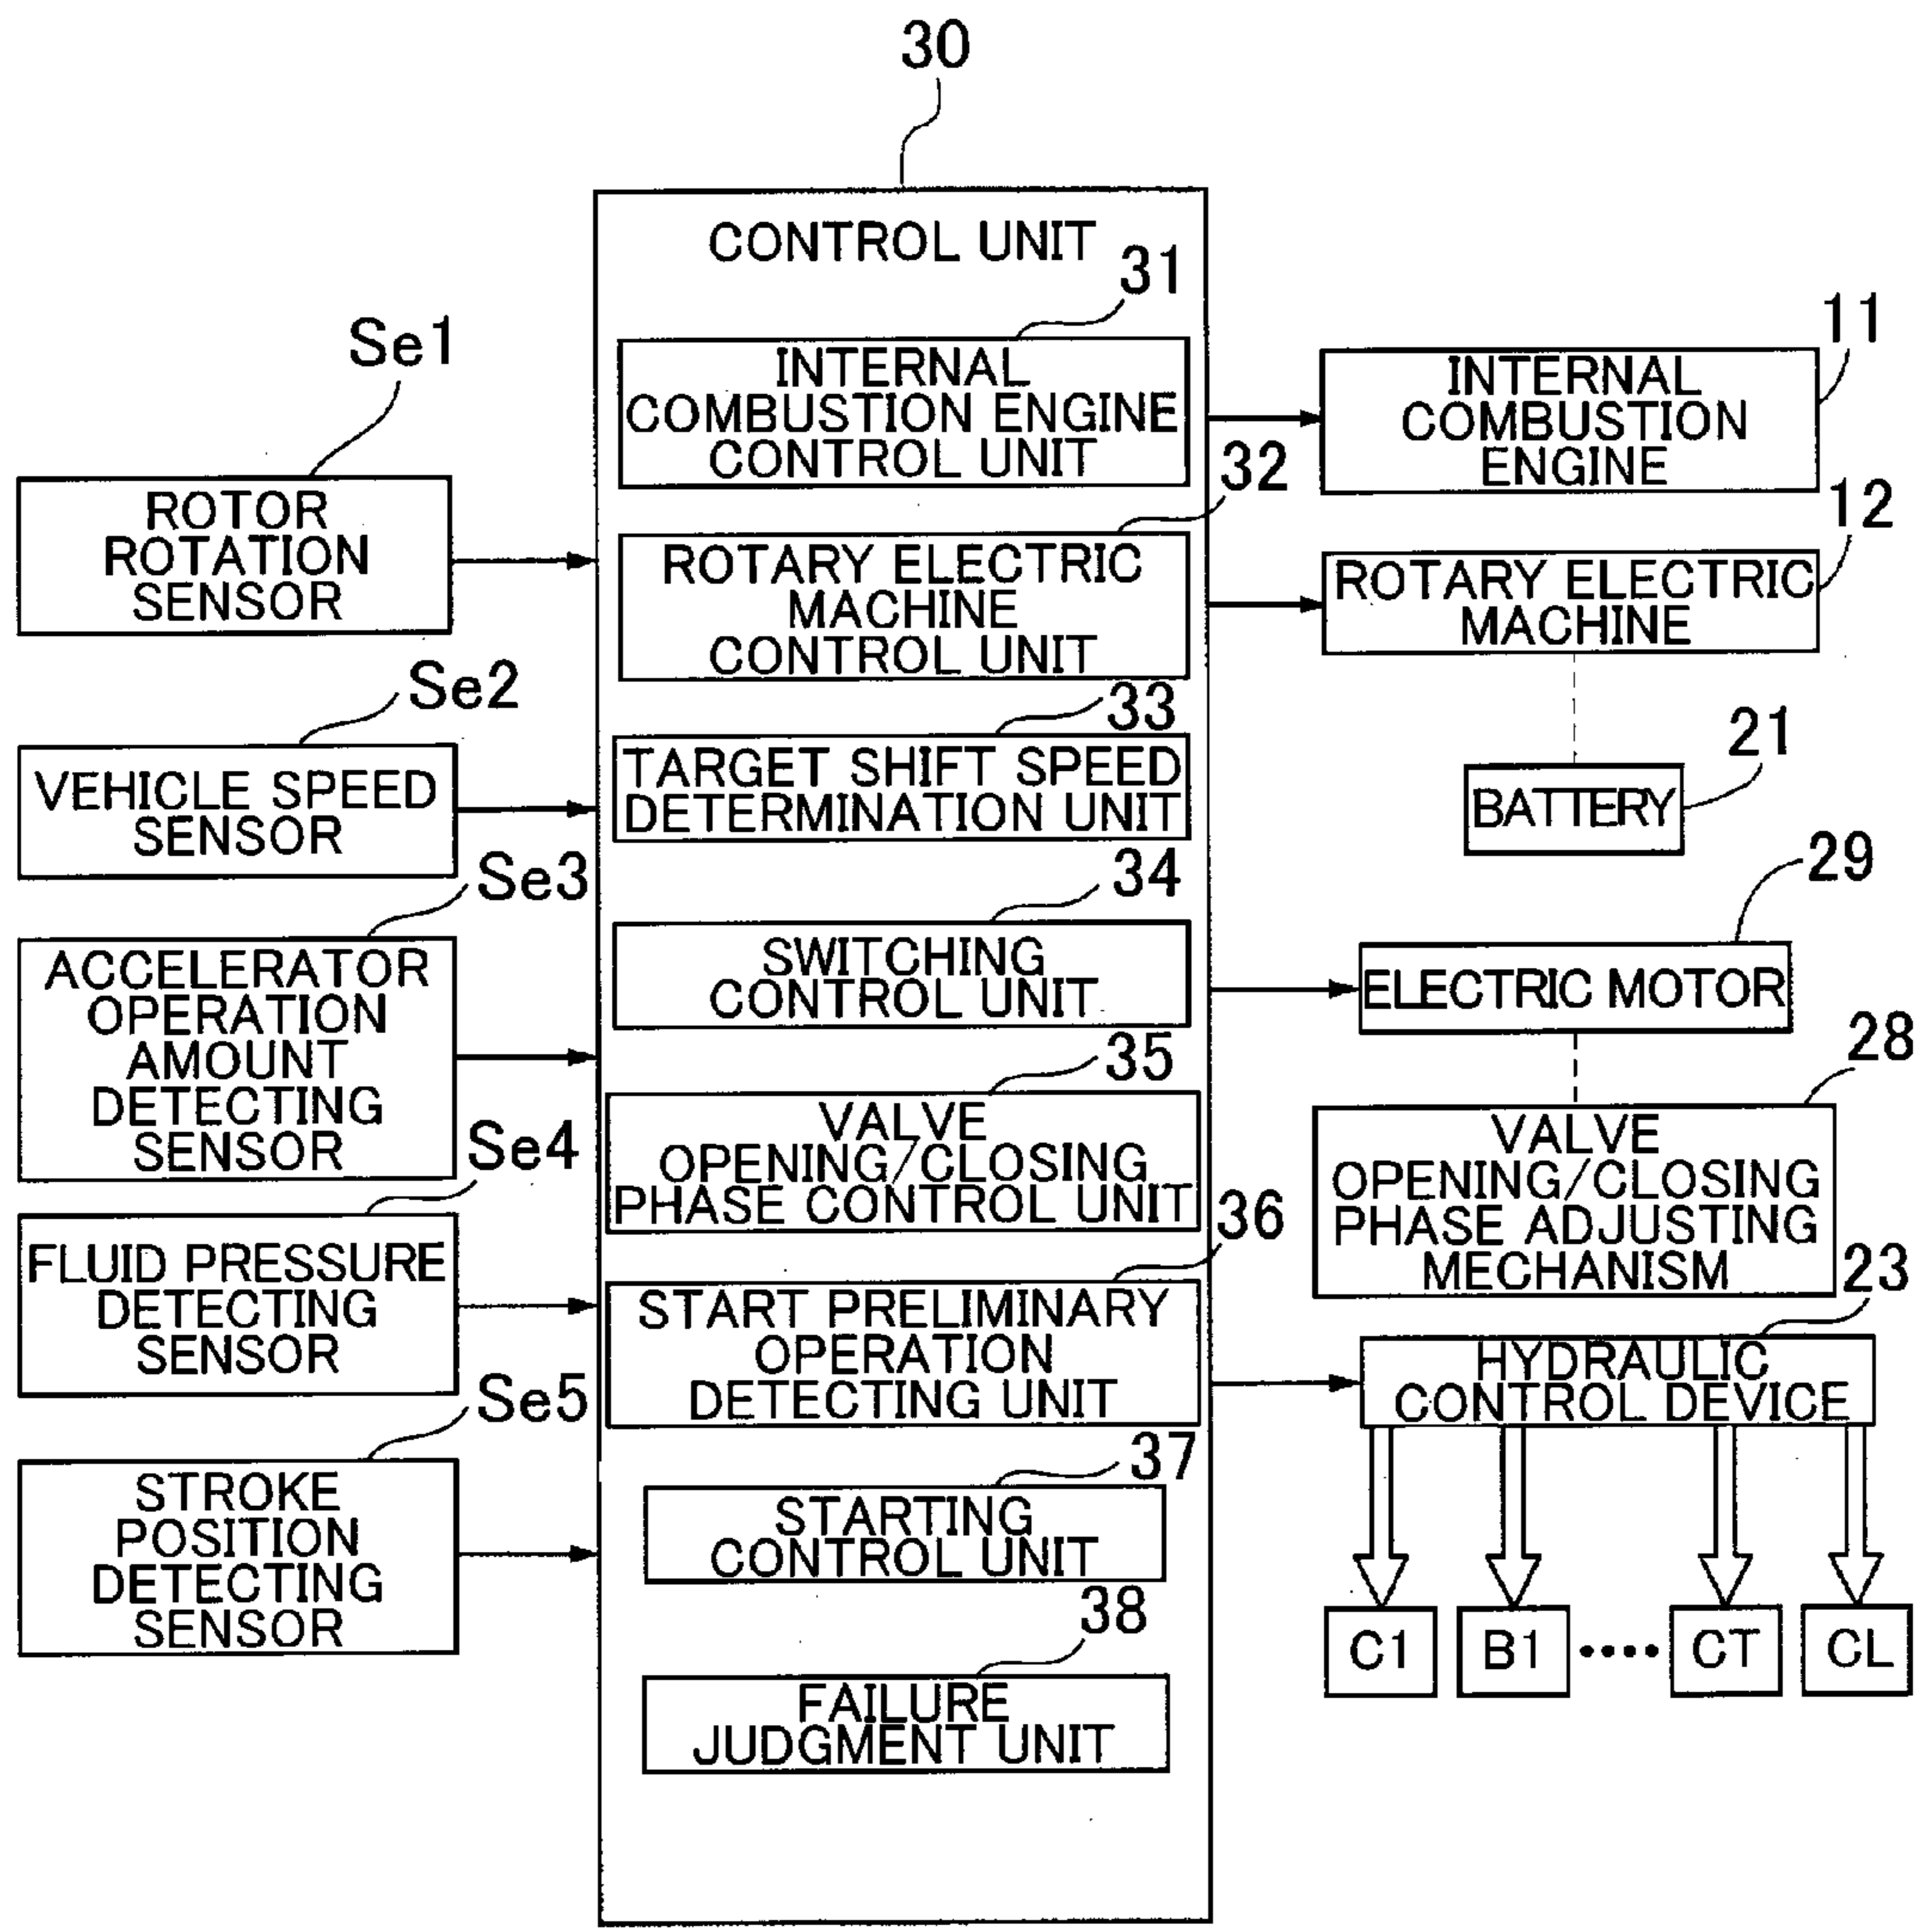 30
CONTROL UNIT
31
INTERNAL
COMBUSTION ENGINE
CONTROL UNIT
32
ROTARY ELECTRIC
MACHINE
CONTROL UNIT
33
TARGET SHIFT SPEED
DETERMINATION UNIT
34
SWITCHING
CONTROL UNIT
35
VALVE
OPENING/CLOSING
PHASE CONTROL UNIT
36
START PRELIMINARY
OPERATION
DETECTING UNIT
37
STARTING
CONTROL UNIT
38
FAILURE
JUDGMENT UNIT
Se1
ROTOR
ROTATION
SENSOR
Se2
VEHICLE SPEED
SENSOR
Se3
ACCELERATOR
OPERATION
AMOUNT
DETECTING
SENSOR
Se4
FLUID PRESSURE
DETECTING
SENSOR
Se5
STROKE
POSITION
DETECTING
SENSOR
11
INTERNAL
COMBUSTION
ENGINE
12
ROTARY ELECTRIC
MACHINE
21
BATTERY
29
ELECTRIC MOTOR
28
VALVE
OPENING/CLOSING
PHASE ADJUSTING
MECHANISM
23
HYDRAULIC
CONTROL DEVICE
C1 B1 •••• CT CL